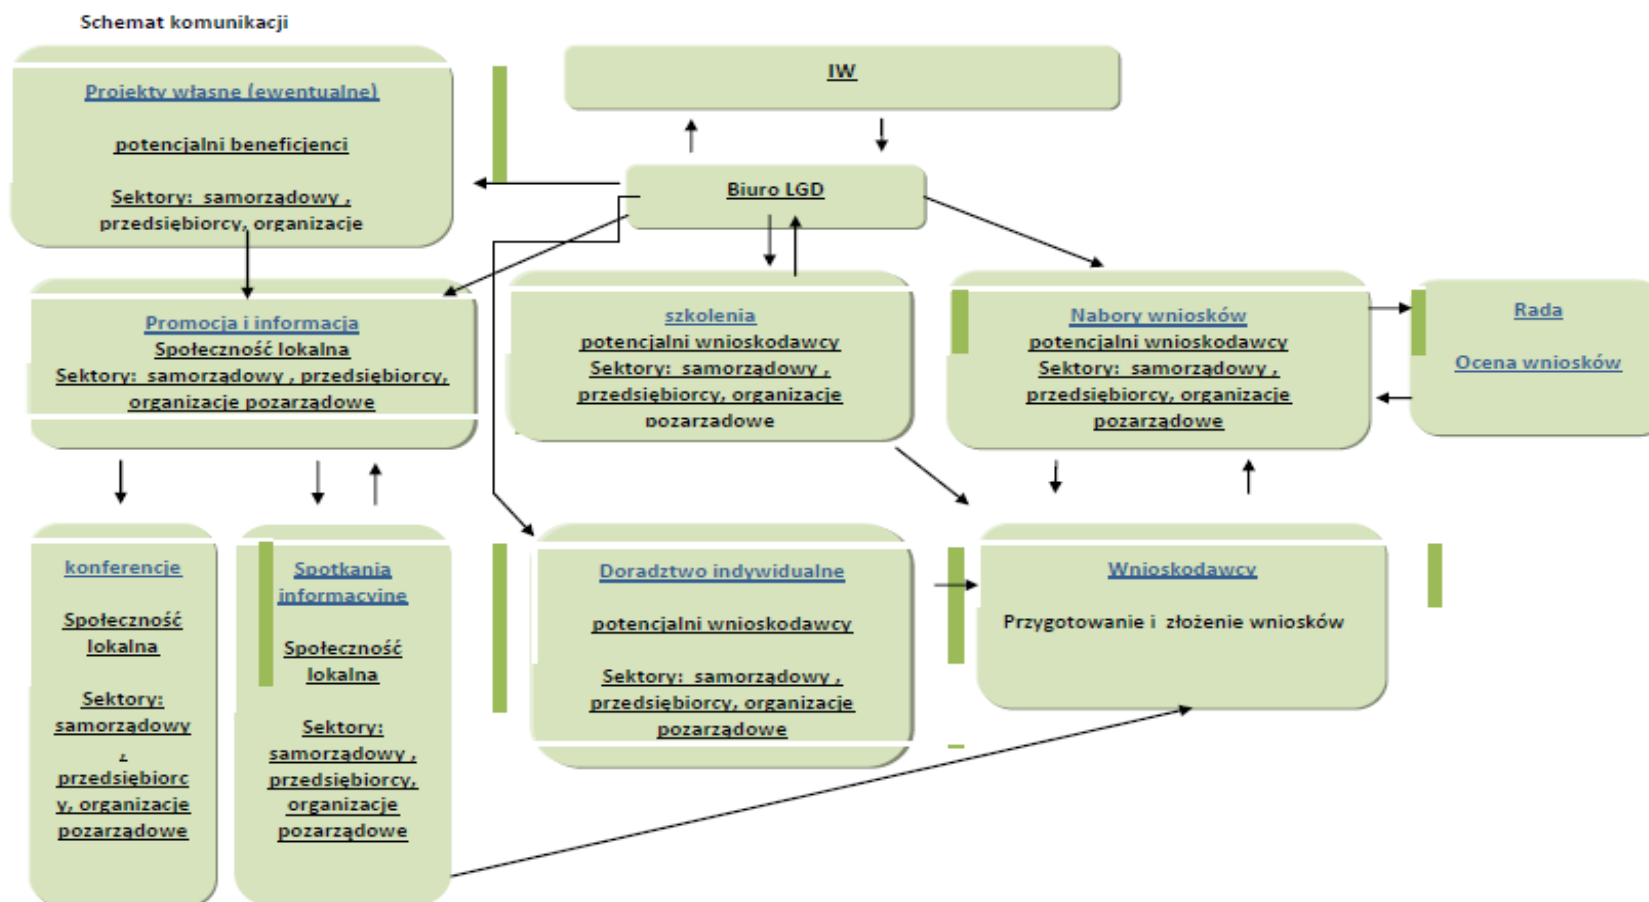 Schemat komunikacji
Projekty własne (ewentualne)
potencjalni beneficjenci
Sektory: samorządowy ,
przedsiębiorcy, organizacje
IW
Biuro LGD
Promocja i informacja
Społeczność lokalna
Sektory: samorządowy , przedsiębiorcy,
organizacje pozarządowe
szkolenia
potencjalni wnioskodawcy
Sektory: samorządowy ,
przedsiębiorcy, organizacje
pozarządowe
Nabory wniosków
potencjalni wnioskodawcy
Sektory: samorządowy ,
przedsiębiorcy, organizacje
pozarządowe
Rada
Ocena wniosków
konferencje
Społeczność
lokalna
Sektory:
samorządowy
,
przedsiębiorc
y, organizacje
pozarządowe
Spotkania
informacyjne
Społeczność
lokalna
Sektory:
samorządowy ,
przedsiębiorcy,
organizacje
pozarządowe
Doradztwo indywidualne
potencjalni wnioskodawcy
Sektory: samorządowy ,
przedsiębiorcy, organizacje
pozarządowe
Wnioskodawcy
Przygotowanie i złożenie wniosków